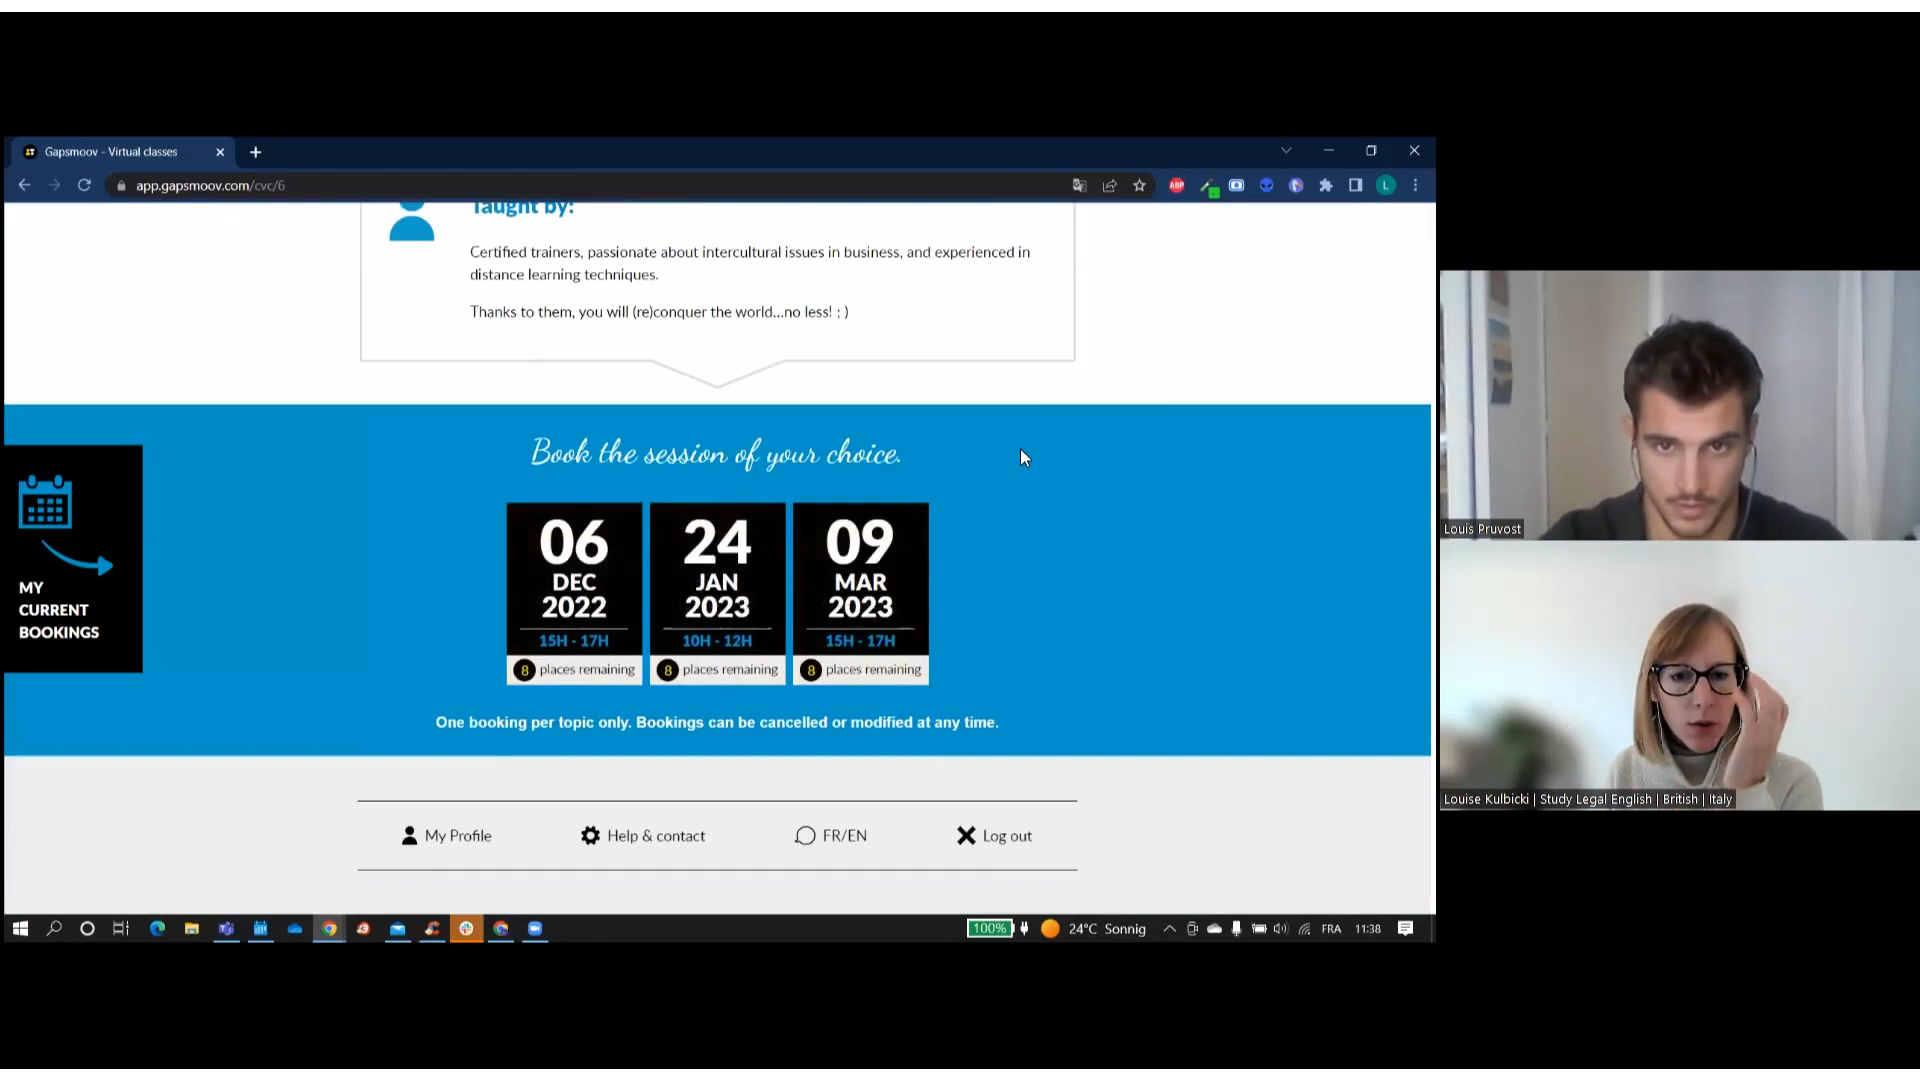 Gapsmoov - Virtual classes
app.gapsmoov.com/cvc/6
ABP
L
Taught by:
Certified trainers, passionate about intercultural issues in business, and experienced in
distance learning techniques.
Thanks to them, you will (re)conquer the world...no less! ; )
Book the session of your choice.
MY
CURRENT
BOOKINGS
06
DEC
2022
15H - 17H
8 places remaining
24
JAN
2023
10H - 12H
8 places remaining
09
MAR
2023
15H - 17H
8 places remaining
One booking per topic only. Bookings can be cancelled or modified at any time.
My Profile
Help & contact
FR/EN
Log out
100%
24°C Sonnig
FRA
11:38
Louis Pruvost
Louise Kulbicki | Study Legal English | British | Italy